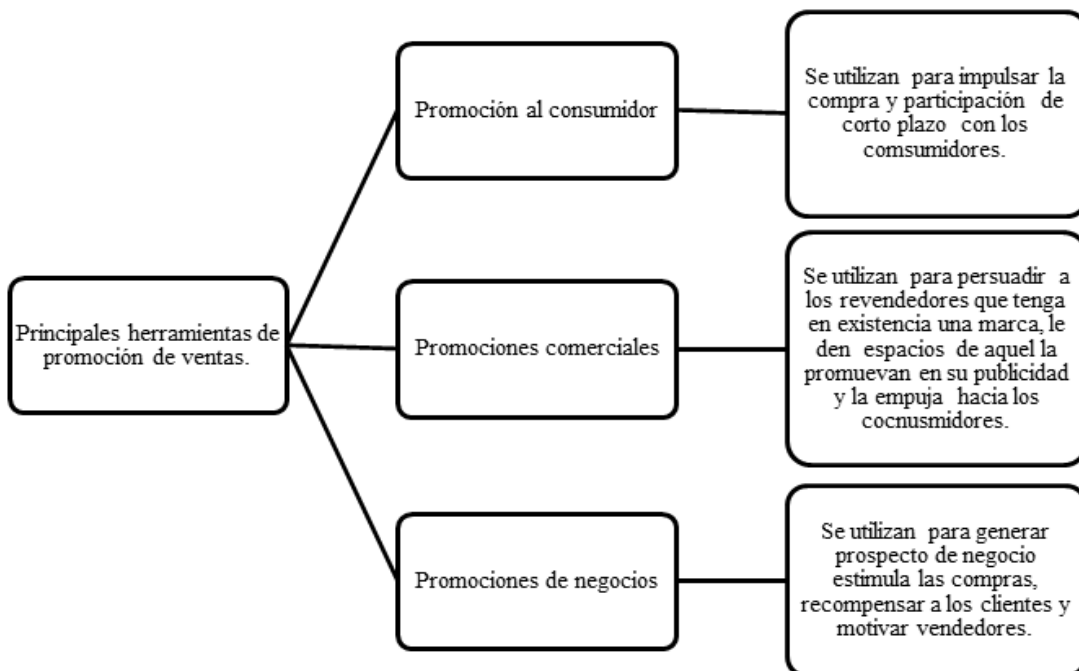 Principales herramientas de
promoción de ventas.
Promoción al consumidor
Se utilizan para impulsar la
compra y participación de
corto plazo con los
comsumidores.
Promociones comerciales
Se utilizan para persuadir a
los revendedores que tenga
en existencia una marca, le
den espacios de aquel la
promuevan en su publicidad
y la empuja hacia los
cocnusmidores.
Promociones de negocios
Se utilizan para generar
prospecto de negocio
estimula las compras,
recompensar a los clientes y
motivar vendedores.